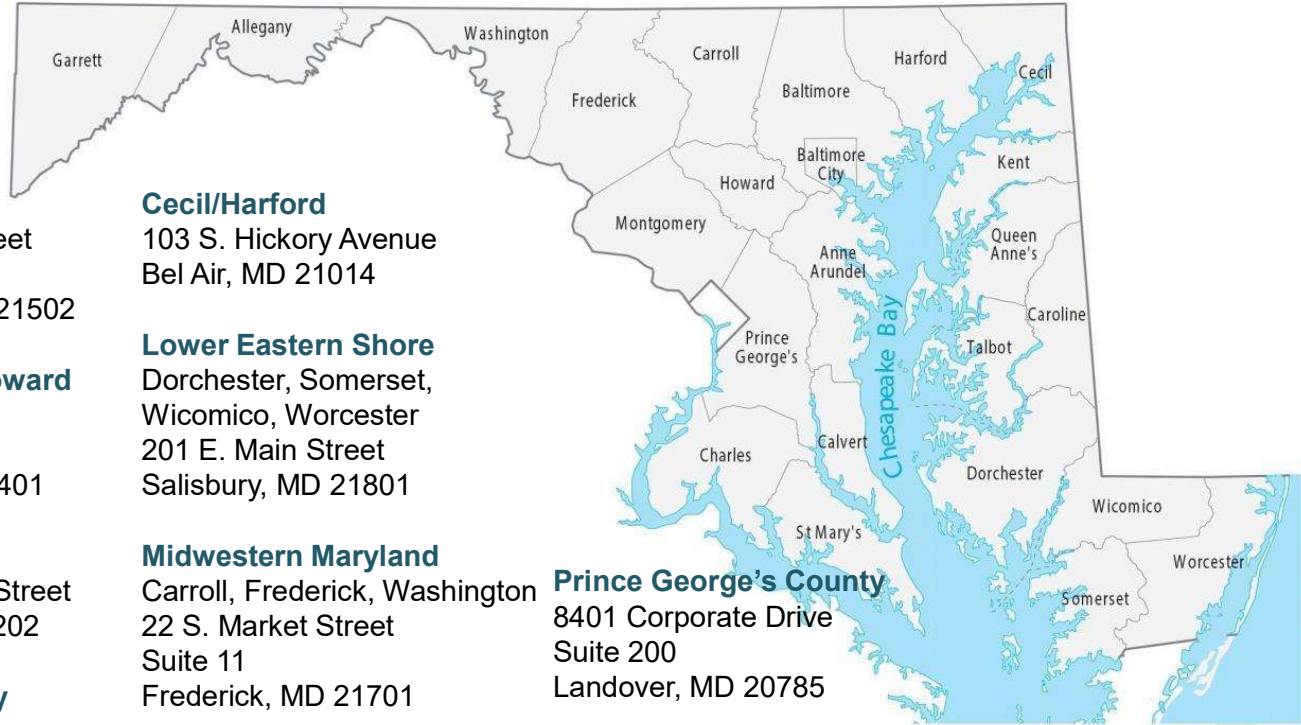 Garrett
Allegany
Washington
Frederick
Carroll
Baltimore
Harford
Cecil
Baltimore
City
Howard
Montgomery
Kent
Anne
Arundel
Queen
Anne's
Prince
George's
Caroline
Talbot
Chesapeake Bay
Charles
Calvert
Dorchester
St Mary's
Wicomico
Worcester
Somerset
eet
21502
oward
401
Street
202
y
Cecil/Harford
103 S. Hickory Avenue
Bel Air, MD 21014
Lower Eastern Shore
Dorchester, Somerset,
Wicomico, Worcester
201 E. Main Street
Salisbury, MD 21801
Midwestern Maryland
Carroll, Frederick, Washington
22 S. Market Street
Suite 11
Frederick, MD 21701
Prince George’s County
8401 Corporate Drive
Suite 200
Landover, MD 20785